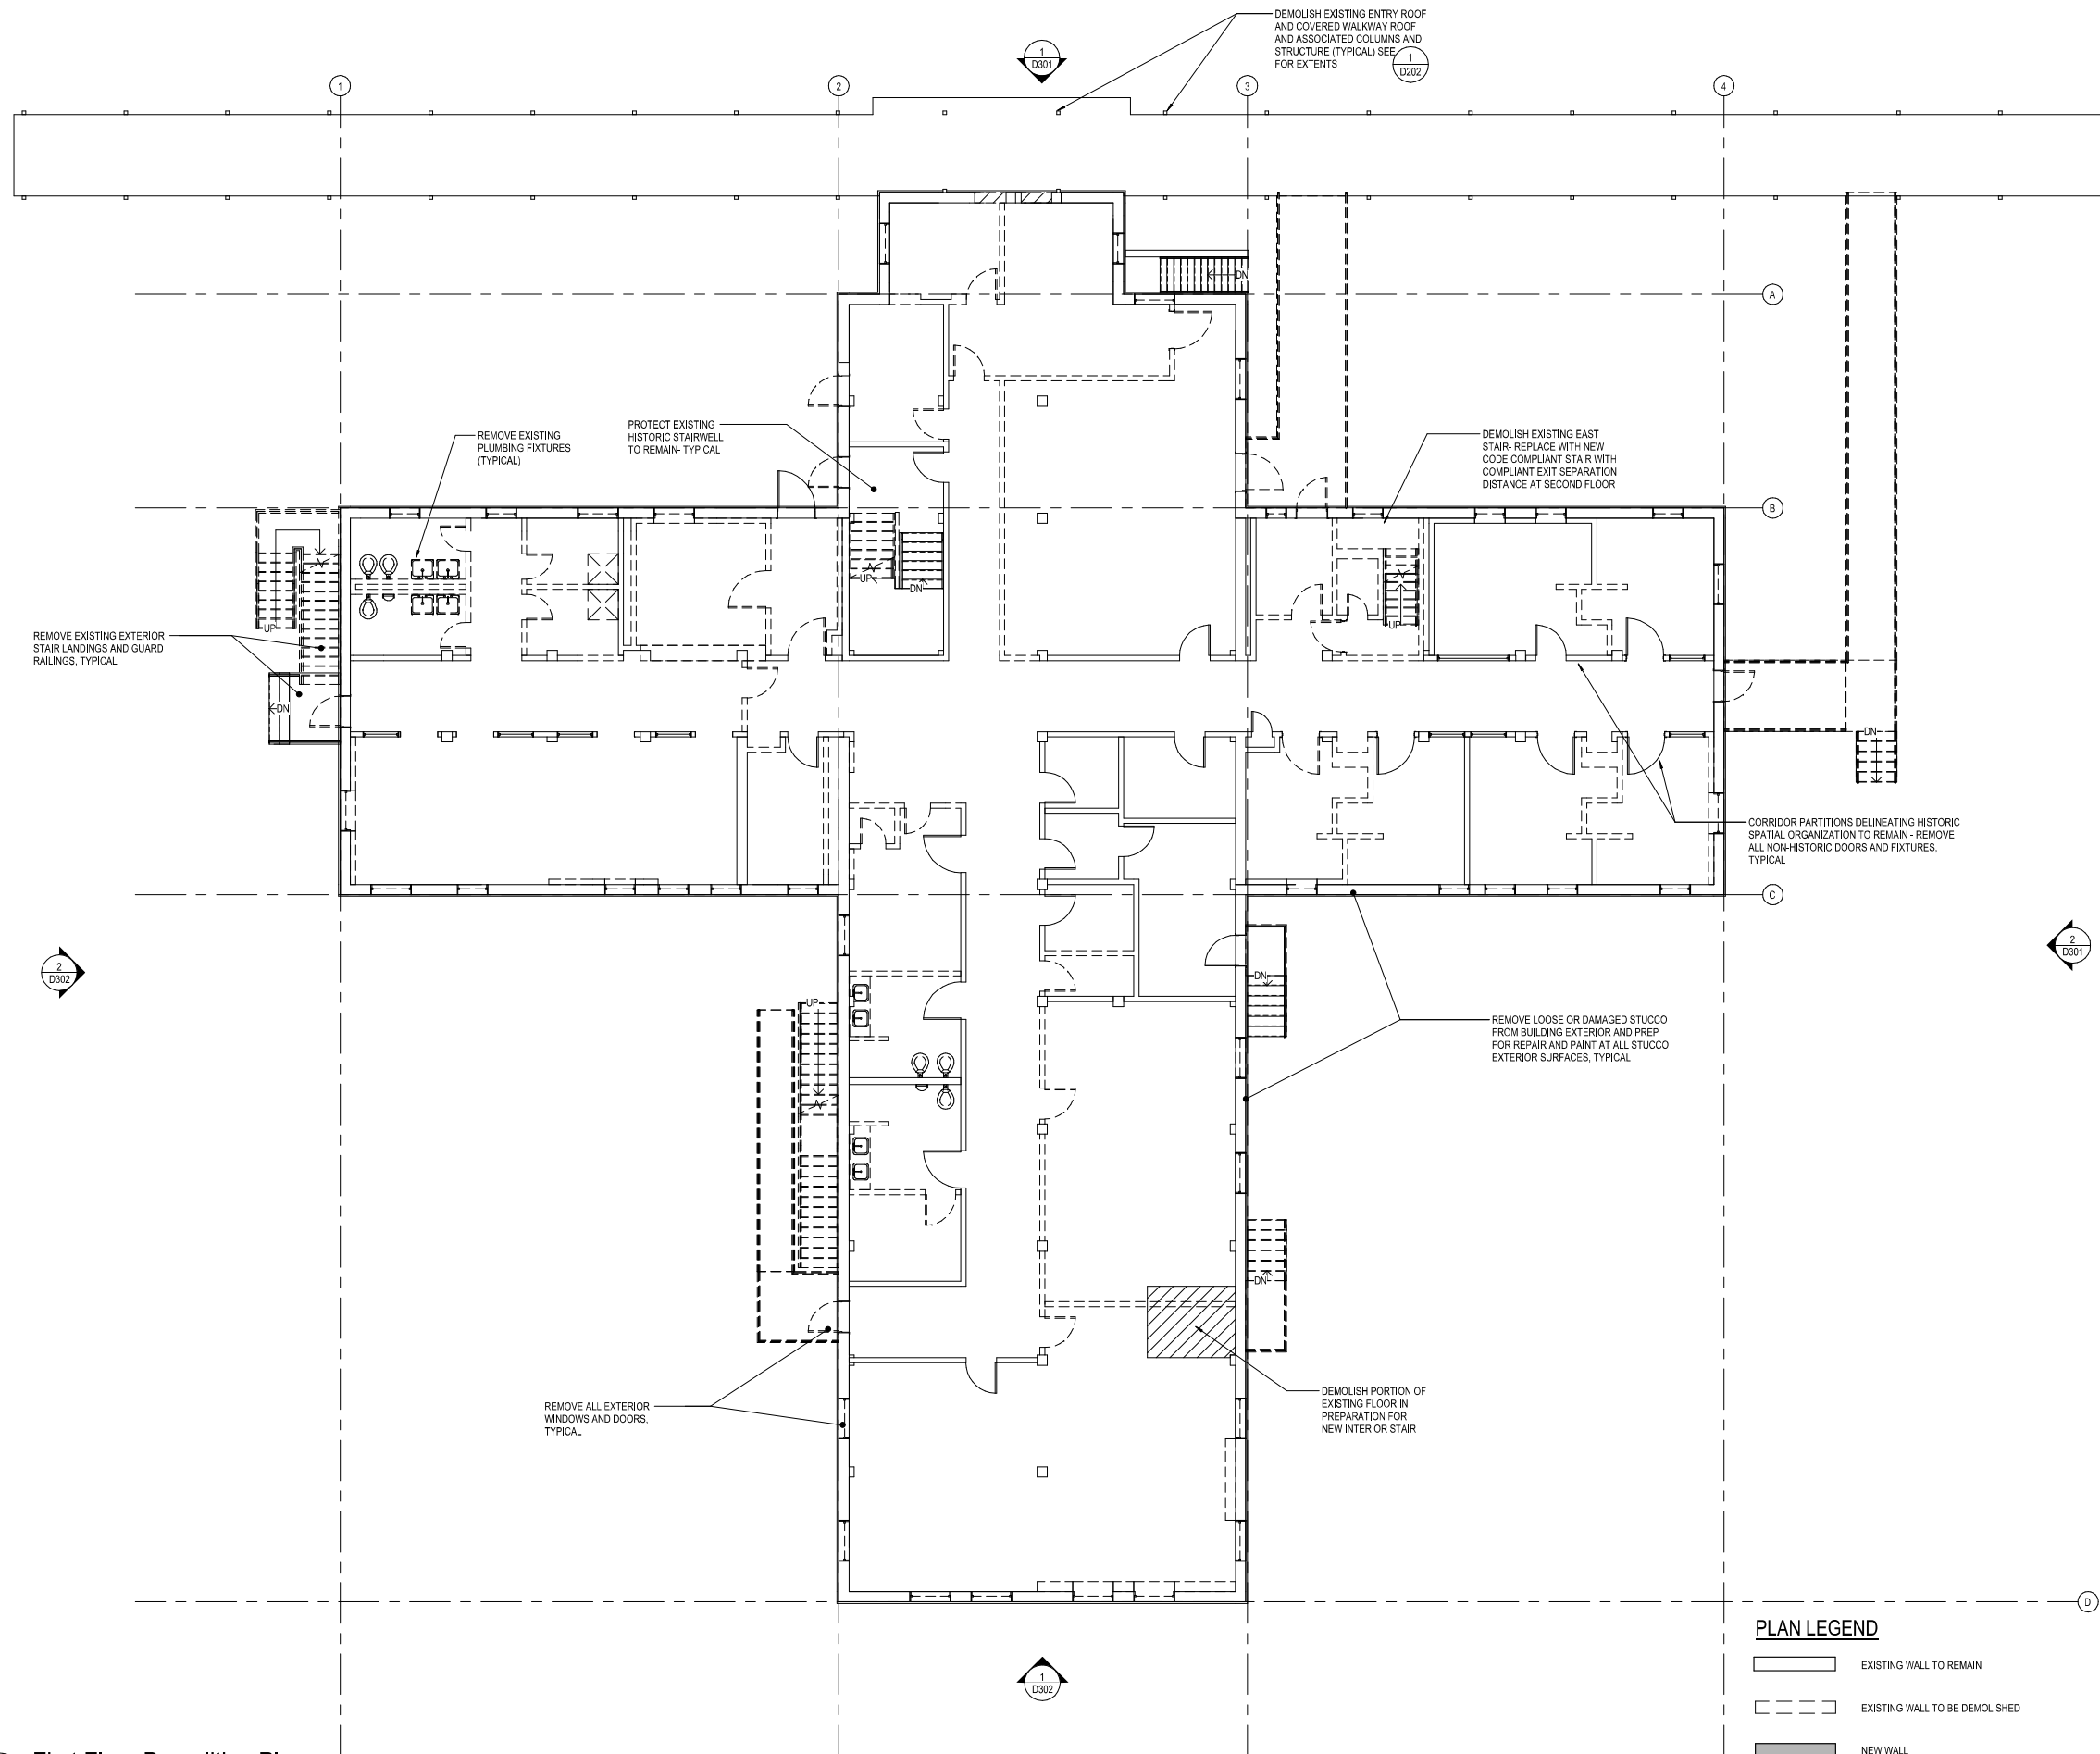 DEMOLISH EXISTING ENTRY ROOF
AND COVERED WALKWAY ROOF
AND ASSOCIATED COLUMNS AND
STRUCTURE (TYPICAL) SEE
FOR EXTENTS
1
D202
1
D301
1
2
3
4
A
DN
PROTECT EXISTING
HISTORIC STAIRWELL
TO REMAIN- TYPICAL
REMOVE EXISTING
PLUMBING FIXTURES
(TYPICAL)
DEMOLISH EXISTING EAST
STAIR- REPLACE WITH NEW
CODE COMPLIANT STAIR WITH
COMPLIANT EXIT SEPARATION
DISTANCE AT SECOND FLOOR
B
UP
DN
UP
UP
REMOVE EXISTING EXTERIOR
STAIR LANDINGS AND GUARD
RAILINGS, TYPICAL
DN
DN
CORRIDOR PARTITIONS DELINEATING HISTORIC
SPATIAL ORGANIZATION TO REMAIN - REMOVE
ALL NON-HISTORIC DOORS AND FIXTURES,
TYPICAL
C
2
D302
2
D301
DN
UP
REMOVE LOOSE OR DAMAGED STUCCO
FROM BUILDING EXTERIOR AND PREP
FOR REPAIR AND PAINT AT ALL STUCCO
EXTERIOR SURFACES, TYPICAL
DN
REMOVE ALL EXTERIOR
WINDOWS AND DOORS,
TYPICAL
DEMOLISH PORTION OF
EXISTING FLOOR IN
PREPARATION FOR
NEW INTERIOR STAIR
D
1
D302
PLAN LEGEND
EXISTING WALL TO REMAIN
EXISTING WALL TO BE DEMOLISHED
NEW WALL
First Floor Demolition Plan